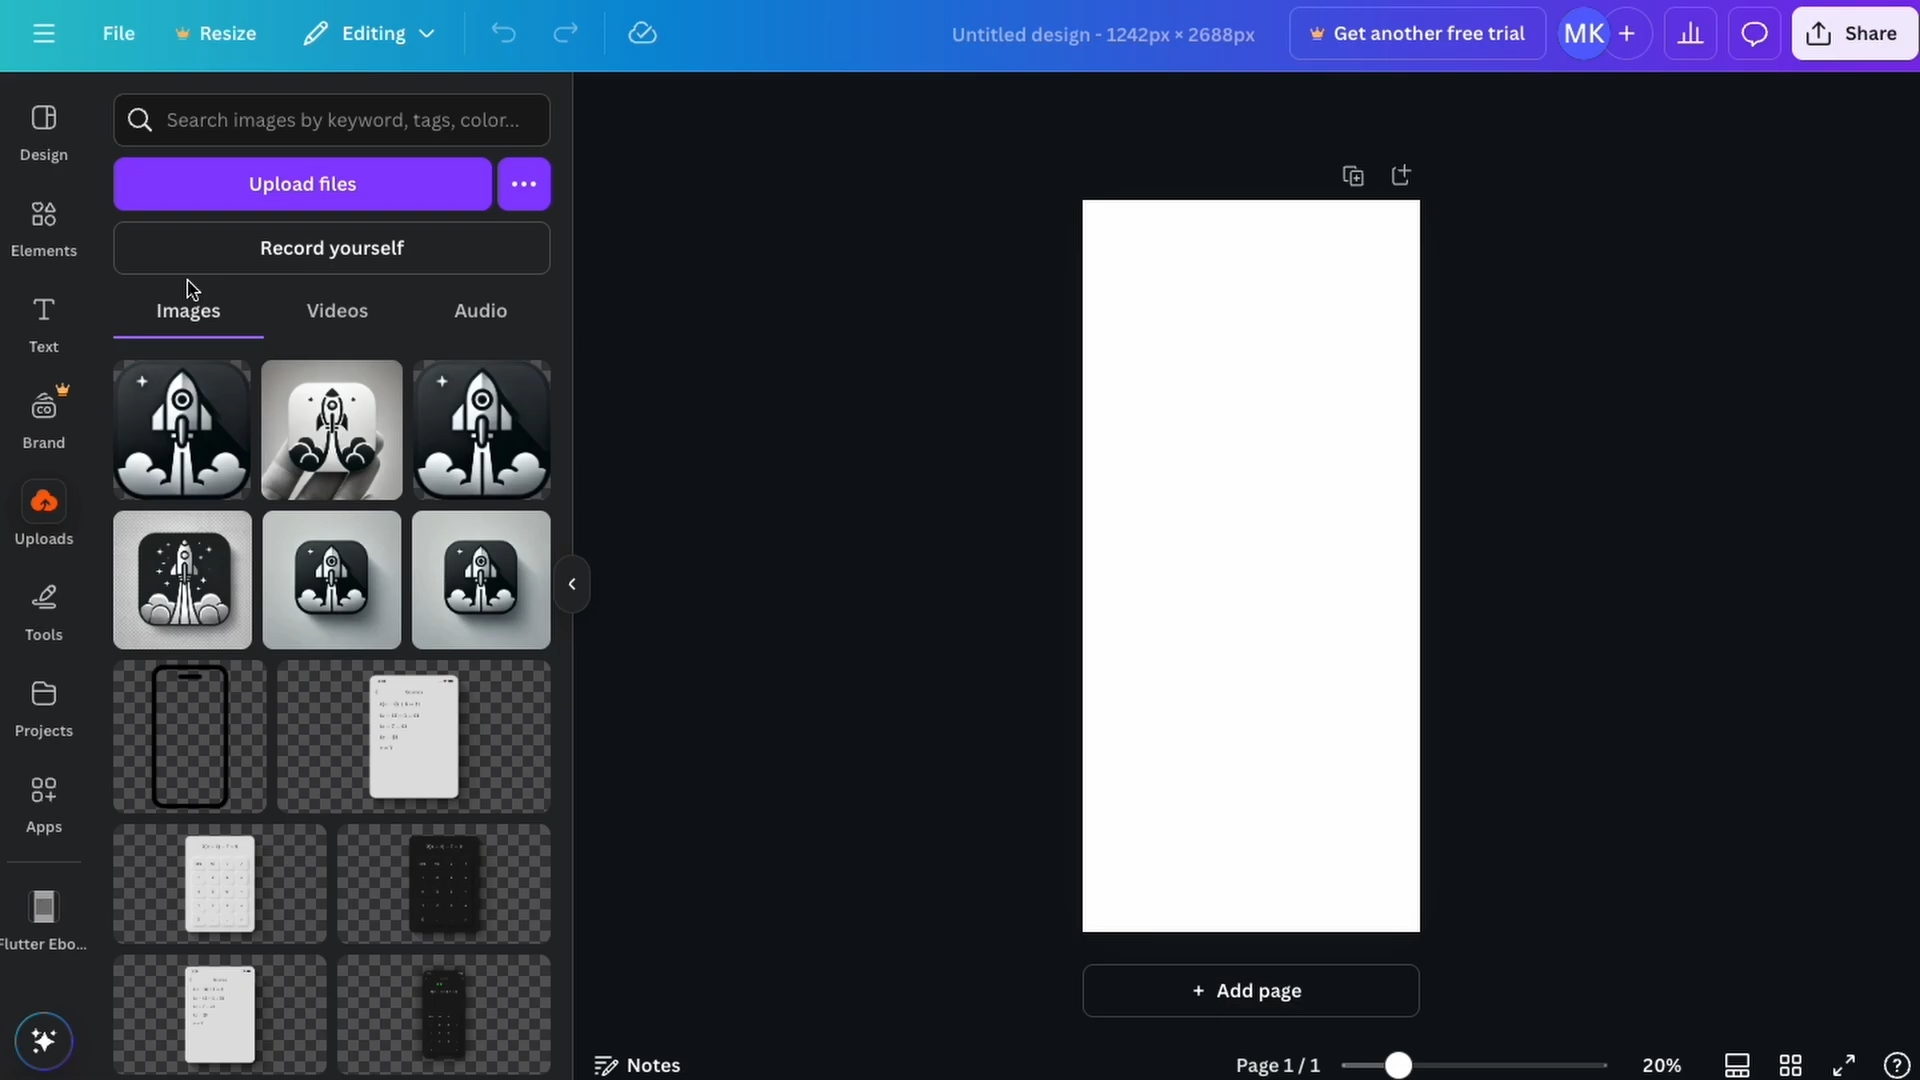 File
Resize
Editing
Untitled design - 1242px × 2688px
Get another free trial
MK
Share
Search images by keyword, tags, color...
Upload files
Record yourself
Images
Videos
Audio
Design
Elements
Text
Brand
Uploads
Tools
Projects
Apps
Flutter Ebo...
+ Add page
Notes
Page 1 / 1
20%